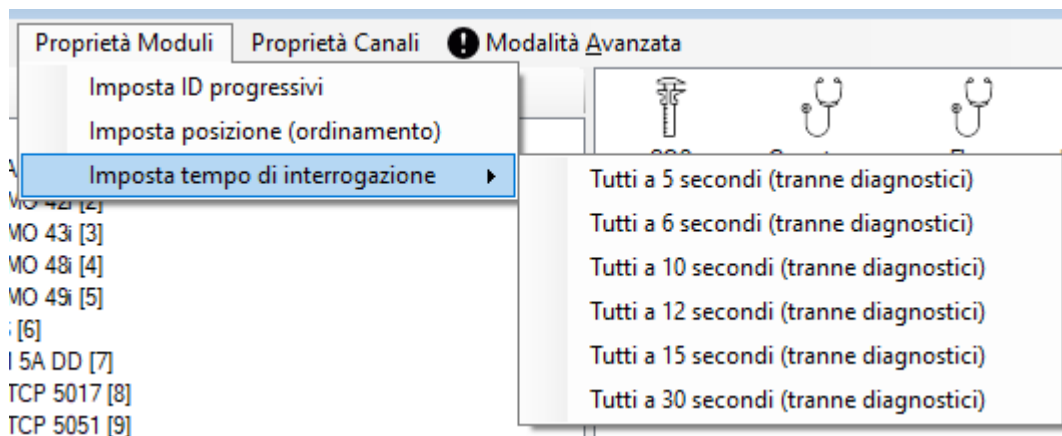 Proprietà Moduli
Proprietà Canali
Modalità Avanzata
Imposta ID progressivi
Imposta posizione (ordinamento)
Imposta tempo di interrogazione
Tutti a 5 secondi (tranne diagnostici)
Tutti a 6 secondi (tranne diagnostici)
Tutti a 10 secondi (tranne diagnostici)
Tutti a 12 secondi (tranne diagnostici)
Tutti a 15 secondi (tranne diagnostici)
Tutti a 30 secondi (tranne diagnostici)
MO 42i [2]
MO 43i [3]
MO 48i [4]
MO 49i [5]
[6]
5A DD [7]
TCP 5017 [8]
TCP 5051 [9]